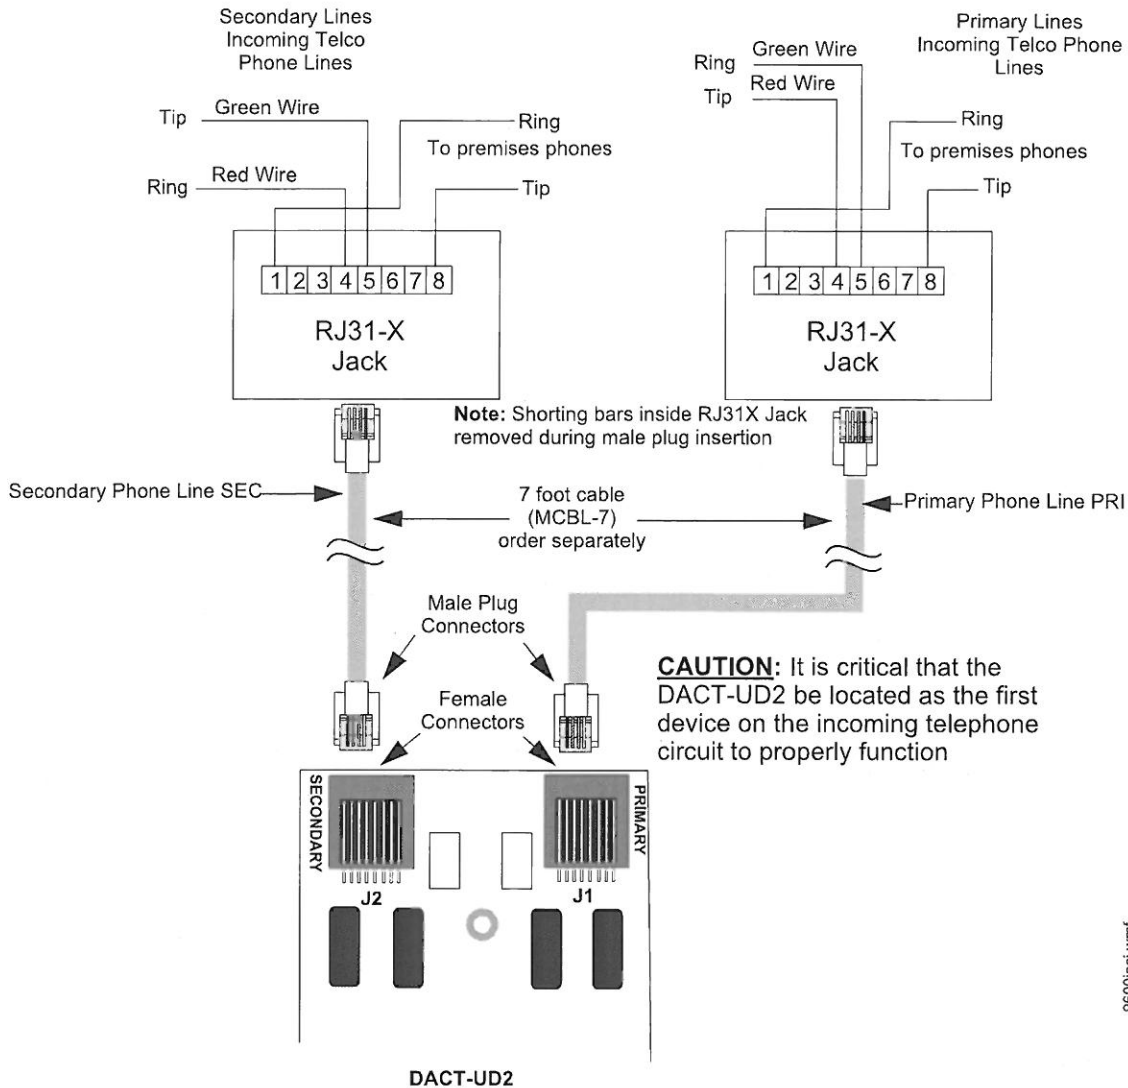 Secondary Lines
Incoming Telco
Phone Lines
Tip
Green Wire
Ring
To premises phones
Ring
Red Wire
Tip
1 2 3 4 5 6 7 8
RJ31-X
Jack
Primary Lines
Incoming Telco Phone
Lines
Ring
Green Wire
Tip
Red Wire
Ring
To premises phones
Tip
1 2 3 4 5 6 7 8
RJ31-X
Jack
Note: Shorting bars inside RJ31X Jack
removed during male plug insertion
Secondary Phone Line SEC
7 foot cable
(MCBL-7)
order separately
Primary Phone Line PRI
Male Plug
Connectors
Female
Connectors
CAUTION: It is critical that the
DACT-UD2 be located as the first
device on the incoming telephone
circuit to properly function
SECONDARY
J2
J1
PRIMARY
DACT-UD2